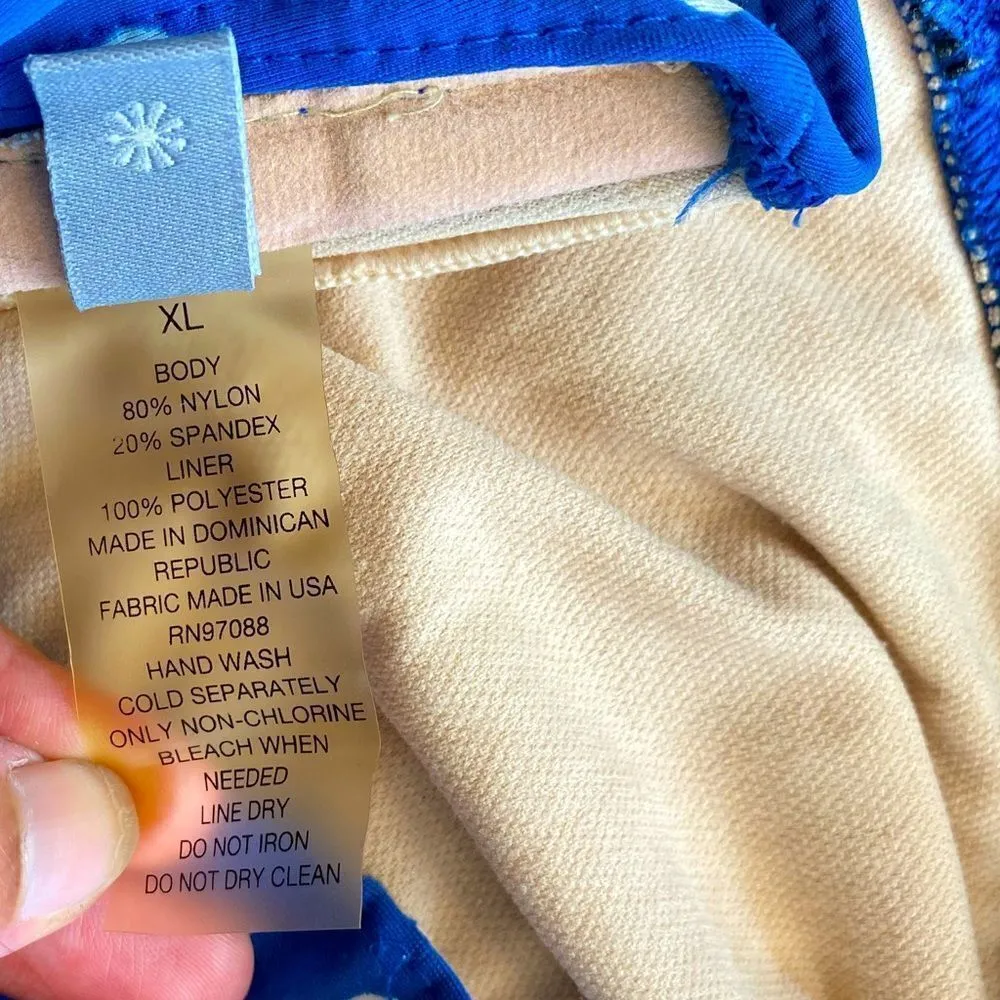 XL
BODY
80% NYLON
20% SPANDEX
LINER
100% POLYESTER
MADE IN DOMINICAN
REPUBLIC
FABRIC MADE IN USA
RN97088
HAND WASH
COLD SEPARATELY
ONLY NON-CHLORINE
BLEACH WHEN
NEEDED
LINE DRY
DO NOT IRON
DO NOT DRY CLEAN